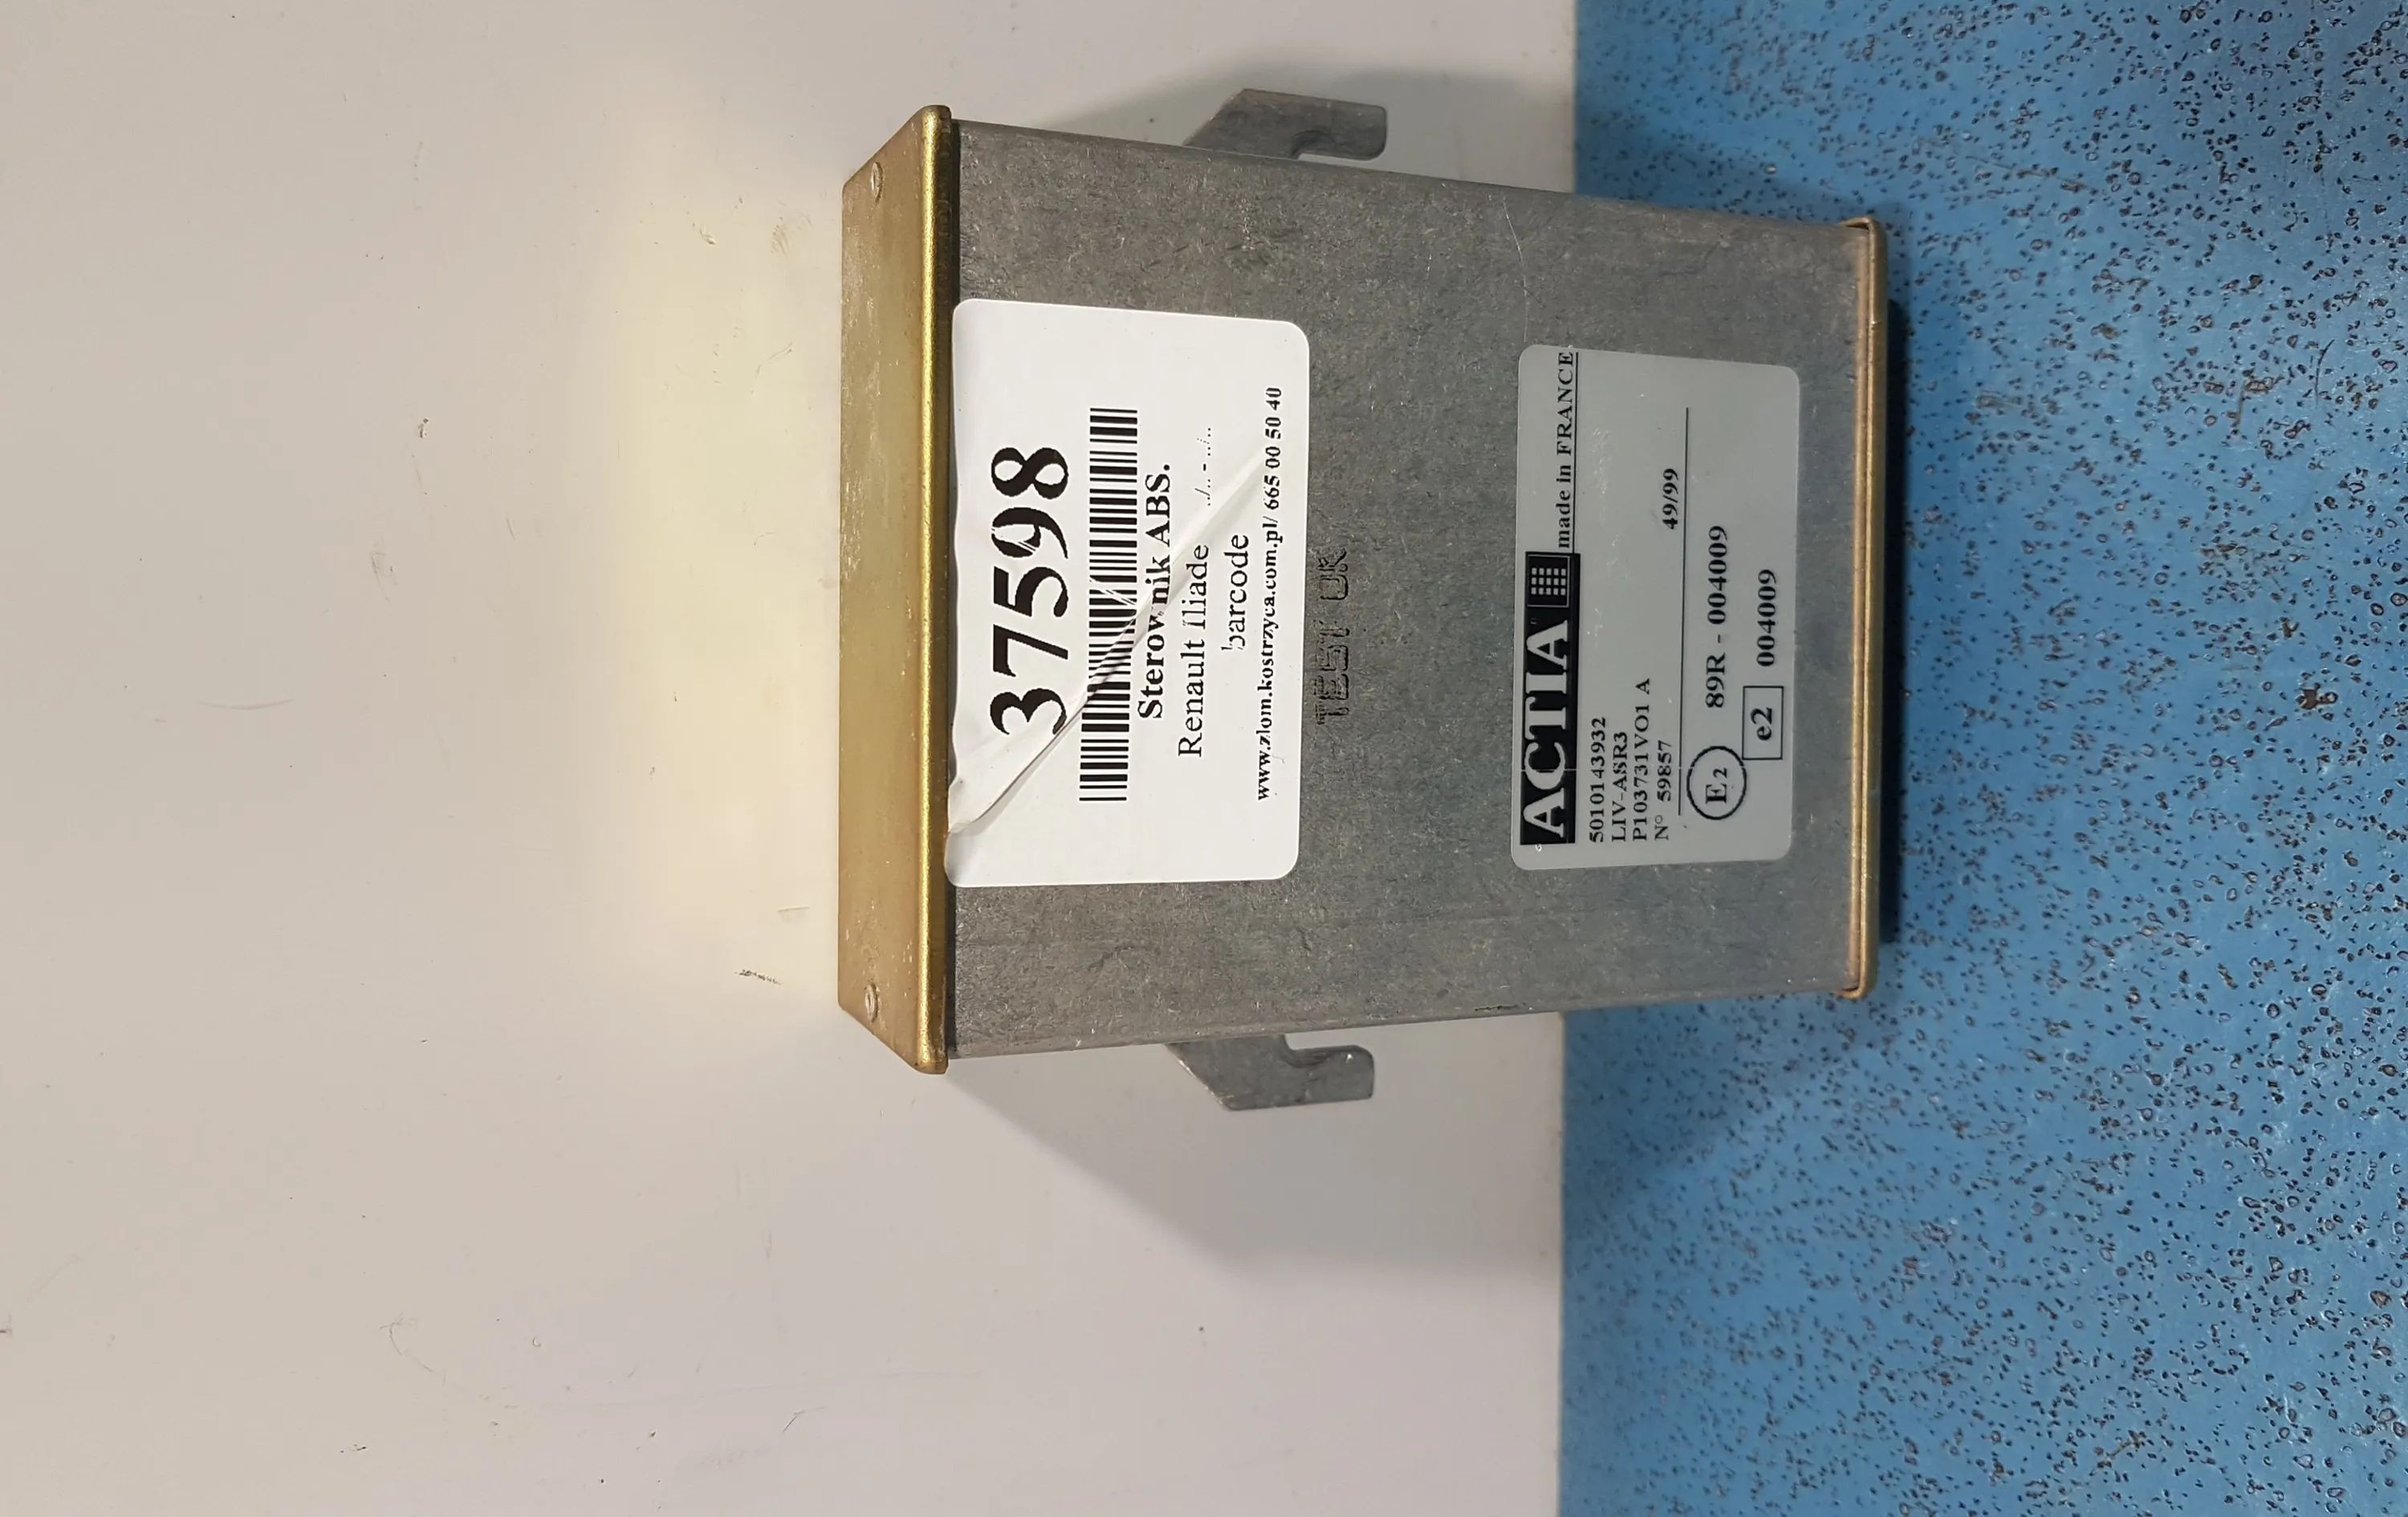 37598
Sterownik ABS.
Renault Iliade
../.. - ../..
barcode
www.zlom.kostrzyca.com.pl/ 665 00 50 40
TEST OK
ACTIA made in FRANCE
5010143932
LIV-ASR3
P103731VO1 A
N° 59857 49/99
E2 89R - 004009
e2 004009